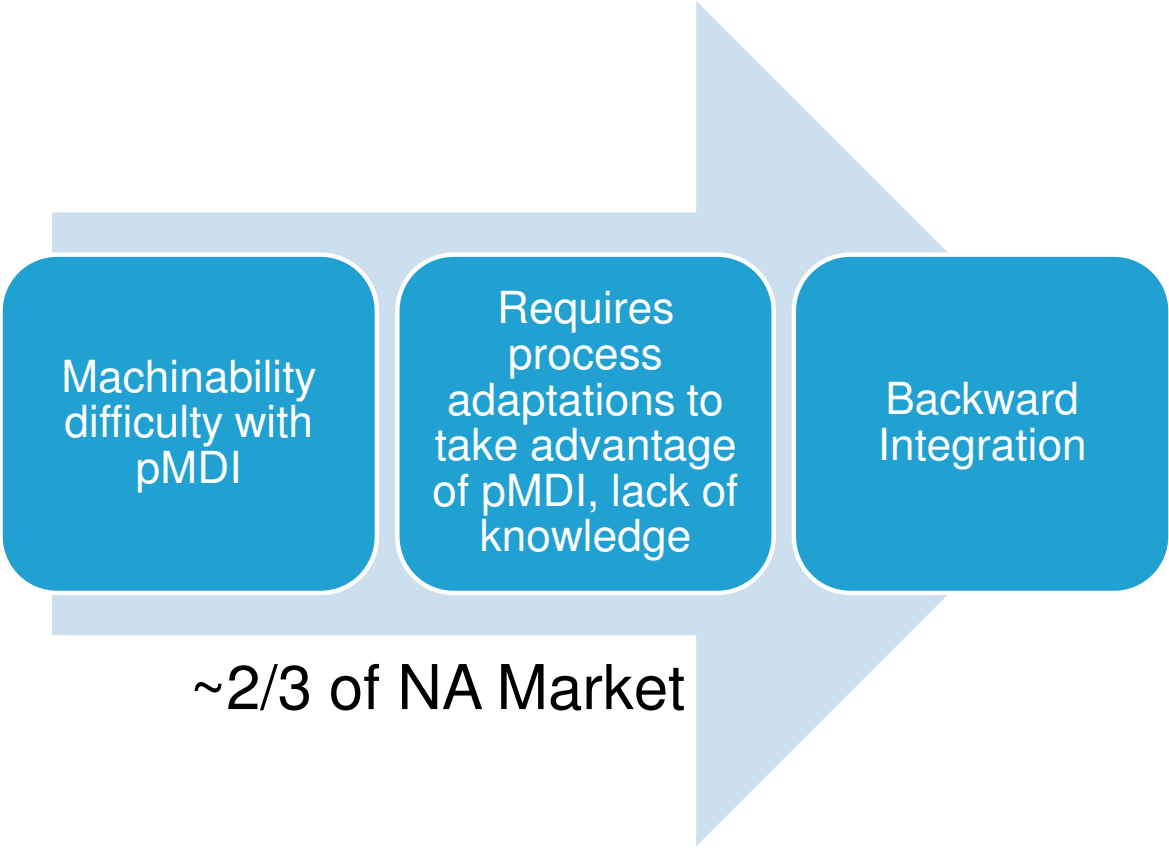 Machinability
difficulty with
pMDI
Requires
process
adaptations to
take advantage
of pMDI, lack of
knowledge
Backward
Integration
~2/3 of NA Market